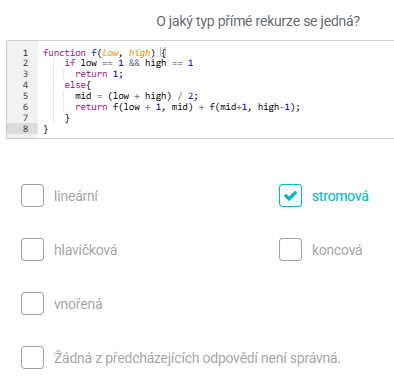 O jaký typ přímé rekurze se jedná?
1 function f(low, high) {
2 if low == 1 && high == 1
3 return 1;
4 else{
5 mid = (low + high) / 2;
6 return f(low + 1, mid) + f(mid+1, high-1);
7 }
8 }
lineární
stromová
hlavičková
koncová
vnořená
Žádná z předcházejících odpovědí není správná.